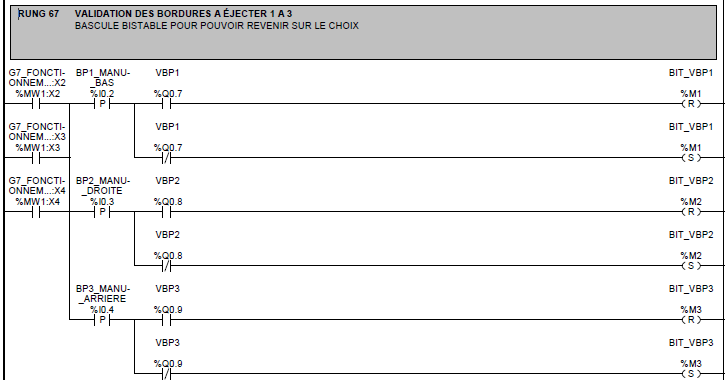 RUNG 67 VALIDATION DES BORDURES A ÉJECTER 1 A 3
BASCULE BISTABLE POUR POUVOIR REVENIR SUR LE CHOIX
G7_FONCTI- BP1_MANU- VBP1 BIT_VBP1
ONNEM...:X2 _BAS
%MW1:X2 %I0.2 %Q0.7 %M1
P R
G7_FONCTI- VBP1 BIT_VBP1
ONNEM...:X3
%MW1:X3 %Q0.7 %M1
S
G7_FONCTI- BP2_MANU- VBP2 BIT_VBP2
ONNEM...:X4 _DROITE
%MW1:X4 %I0.3 %Q0.8 %M2
P R
VBP2 BIT_VBP2
%Q0.8 %M2
S
BP3_MANU- VBP3 BIT_VBP3
_ARRIERE
%I0.4 %Q0.9 %M3
P R
VBP3 BIT_VBP3
%Q0.9 %M3
S